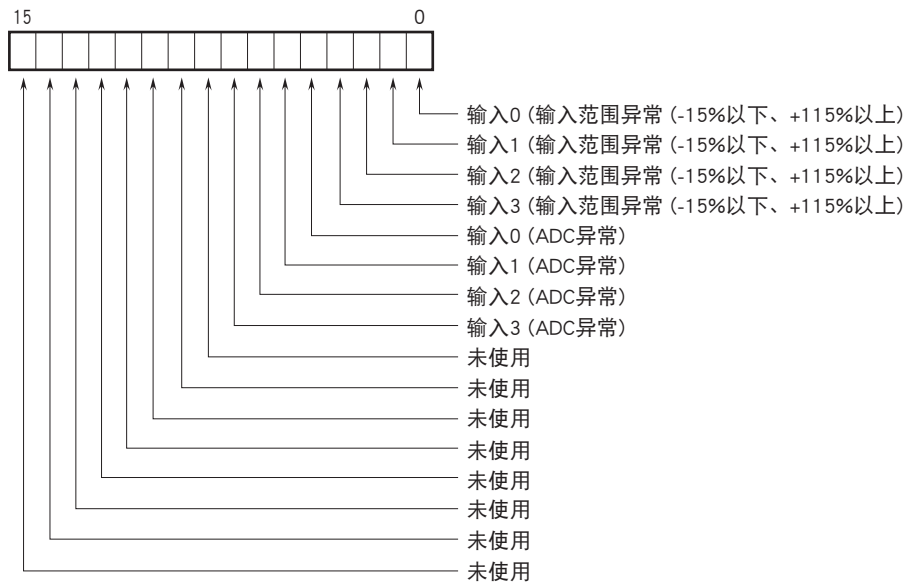 15 0
输入0 (输入范围异常 (-15%以下、+115%以上)
输入1 (输入范围异常 (-15%以下、+115%以上)
输入2 (输入范围异常 (-15%以下、+115%以上)
输入3 (输入范围异常 (-15%以下、+115%以上)
输入0 (ADC异常)
输入1 (ADC异常)
输入2 (ADC异常)
输入3 (ADC异常)
未使用
未使用
未使用
未使用
未使用
未使用
未使用
未使用